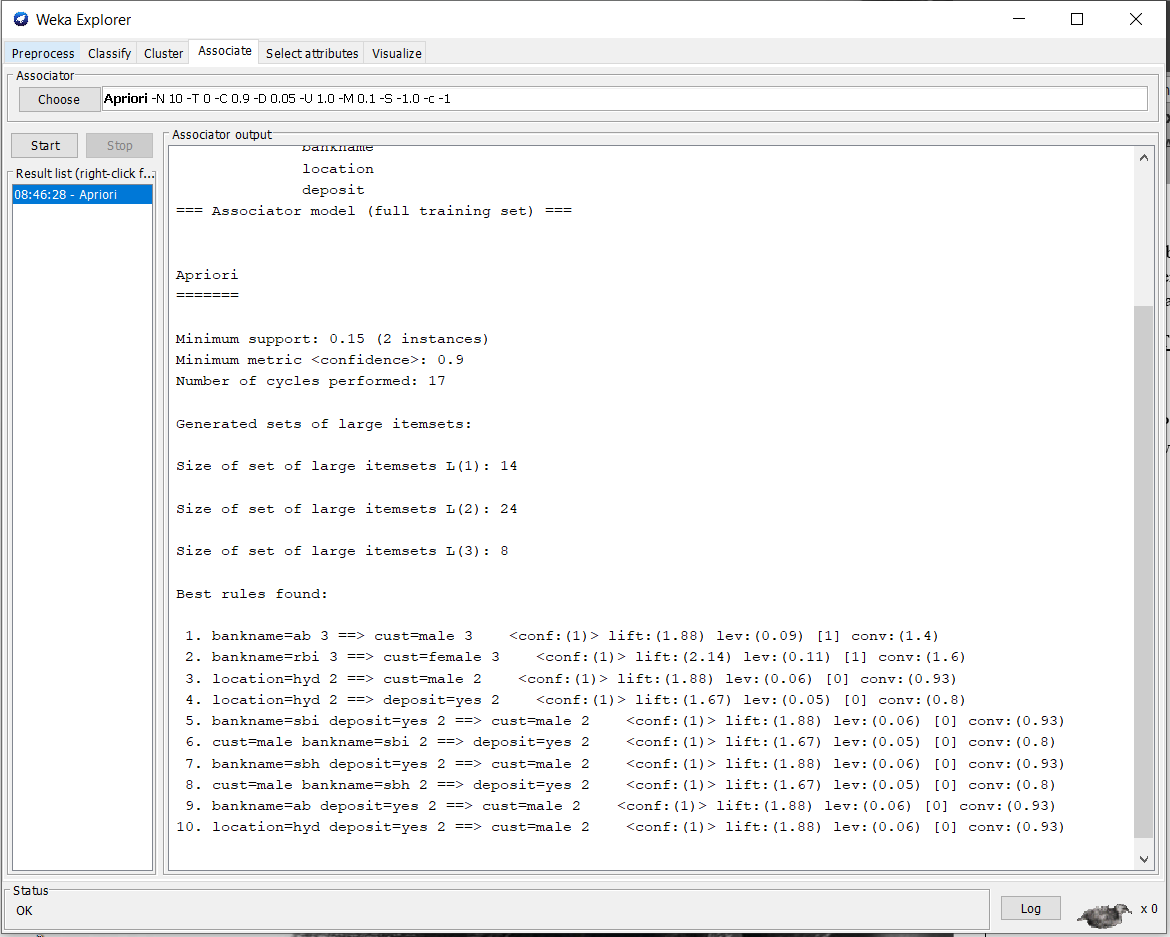 Weka Explorer
Preprocess Classify Cluster Associate Select attributes Visualize
Associator
Choose Apriori -N 10 -T 0 -C 0.9 -D 0.05 -U 1.0 -M 0.1 -S -1.0 -c -1
Start Stop
Result list (right-click f...
08:46:28 - Apriori
Associator output
bankname
location
deposit
=== Associator model (full training set) ===
Apriori
=======
Minimum support: 0.15 (2 instances)
Minimum metric <confidence>: 0.9
Number of cycles performed: 17
Generated sets of large itemsets:
Size of set of large itemsets L(1): 14
Size of set of large itemsets L(2): 24
Size of set of large itemsets L(3): 8
Best rules found:
1. bankname=ab 3 ==> cust=male 3 <conf:(1)> lift:(1.88) lev:(0.09) [1] conv:(1.4)
2. bankname=rbi 3 ==> cust=female 3 <conf:(1)> lift:(2.14) lev:(0.11) [1] conv:(1.6)
3. location=hyd 2 ==> cust=male 2 <conf:(1)> lift:(1.88) lev:(0.06) [0] conv:(0.93)
4. location=hyd 2 ==> deposit=yes 2 <conf:(1)> lift:(1.67) lev:(0.05) [0] conv:(0.8)
5. bankname=sbi deposit=yes 2 ==> cust=male 2 <conf:(1)> lift:(1.88) lev:(0.06) [0] conv:(0.93)
6. cust=male bankname=sbi 2 ==> deposit=yes 2 <conf:(1)> lift:(1.67) lev:(0.05) [0] conv:(0.8)
7. bankname=sbh deposit=yes 2 ==> cust=male 2 <conf:(1)> lift:(1.88) lev:(0.06) [0] conv:(0.93)
8. cust=male bankname=sbh 2 ==> deposit=yes 2 <conf:(1)> lift:(1.67) lev:(0.05) [0] conv:(0.8)
9. bankname=ab deposit=yes 2 ==> cust=male 2 <conf:(1)> lift:(1.88) lev:(0.06) [0] conv:(0.93)
10. location=hyd deposit=yes 2 ==> cust=male 2 <conf:(1)> lift:(1.88) lev:(0.06) [0] conv:(0.93)
Status
OK
Log
x 0